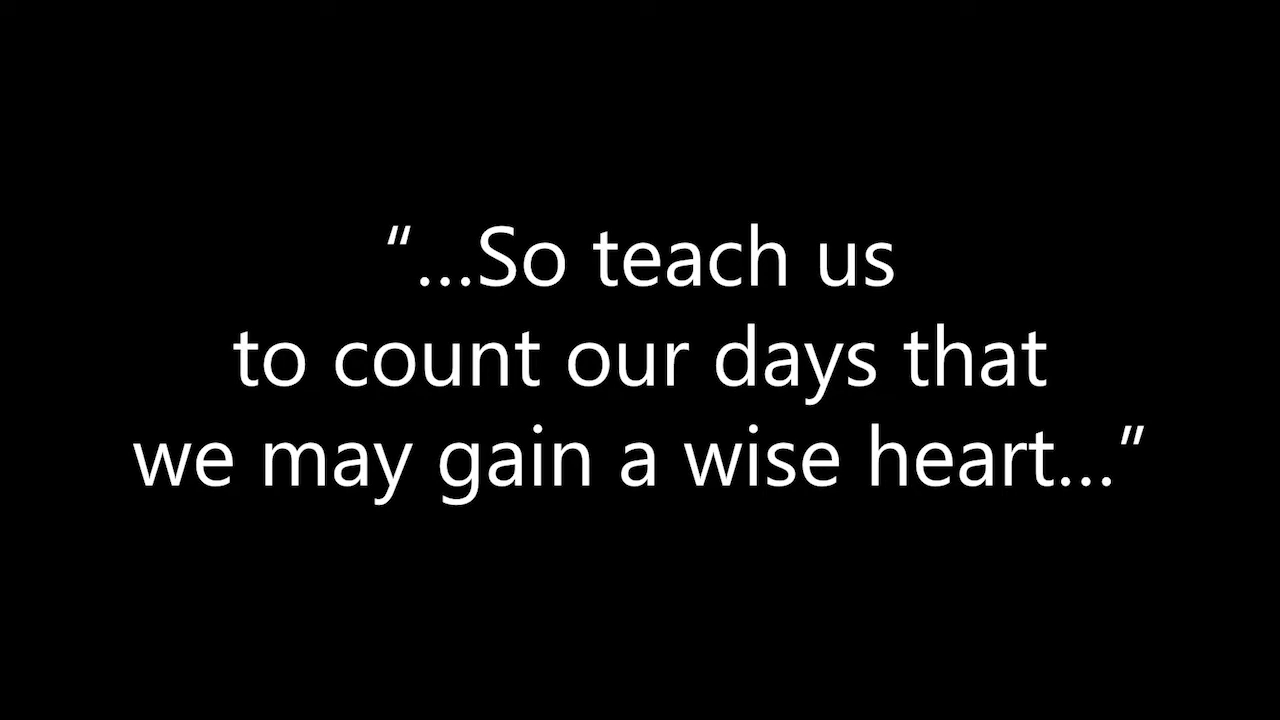 “...So teach us
to count our days that
we may gain a wise heart...”